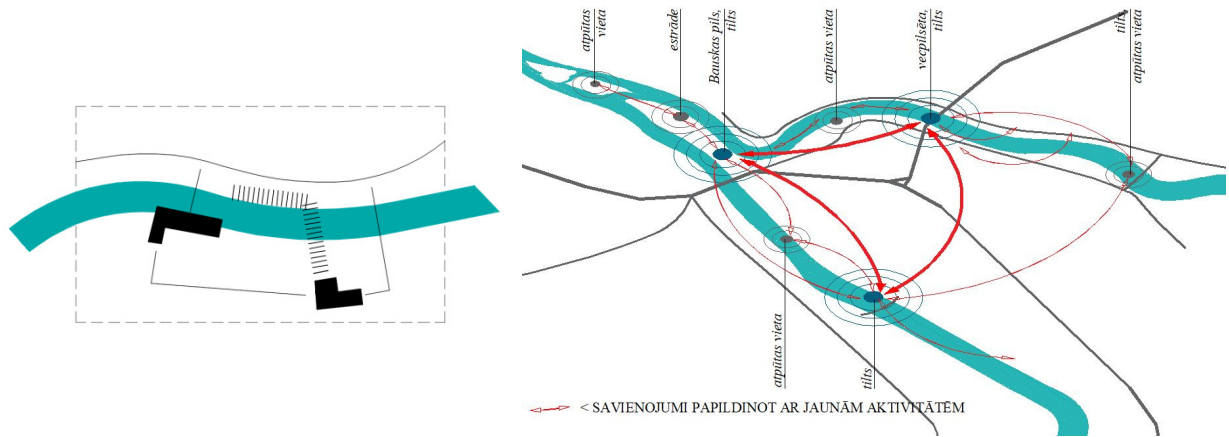 atpūtas
vieta
estrāde
Bauskas pils,
tilts
atpūtas vieta
vecpilsēta,
tilts
tilts
atpūtas vieta
atpūtas vieta
tilts
< SAVIENOJUMI PAPILDINOT AR JAUNĀM AKTIVITĀTĒM